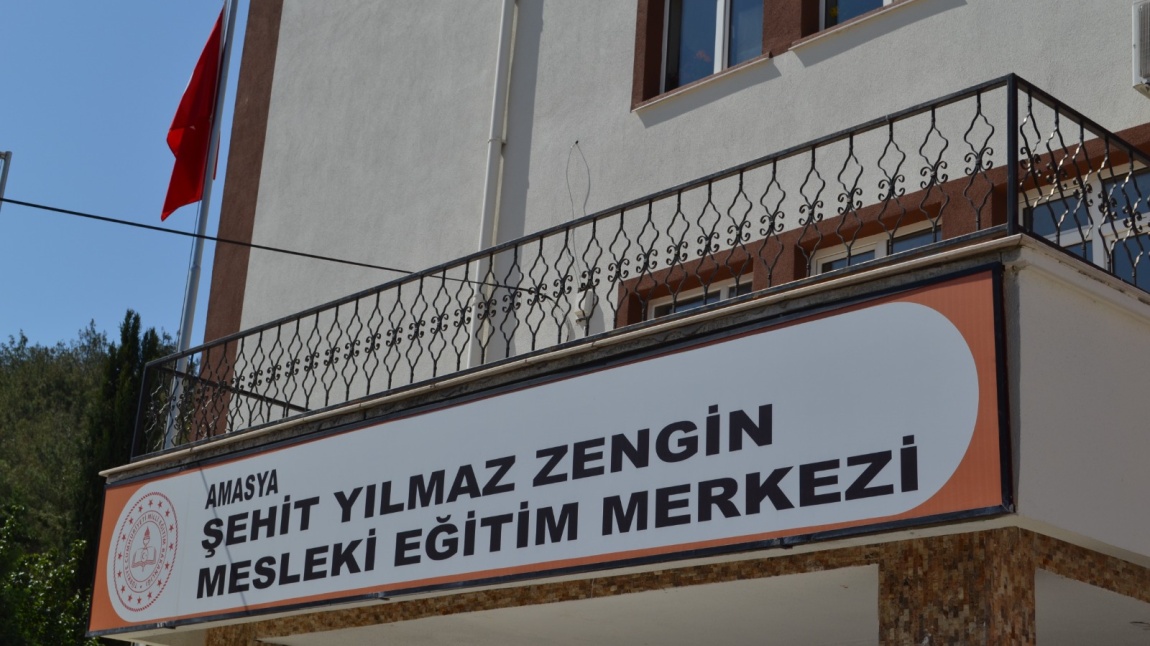 AMASYA
ŞEHİT YILMAZ ZENGİN
MESLEKİ EĞİTİM MERKEZİ